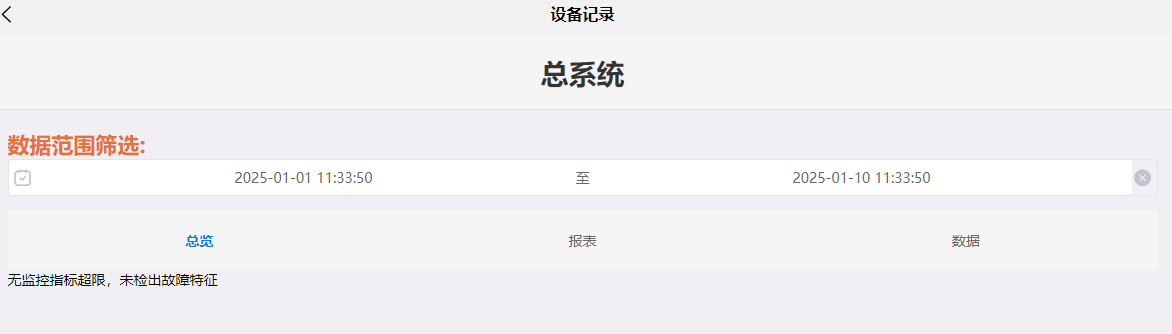 设备记录
总系统
数据范围筛选:
2025-01-01 11:33:50 至 2025-01-10 11:33:50
总览 报表 数据
无监控指标超限，未检出故障特征